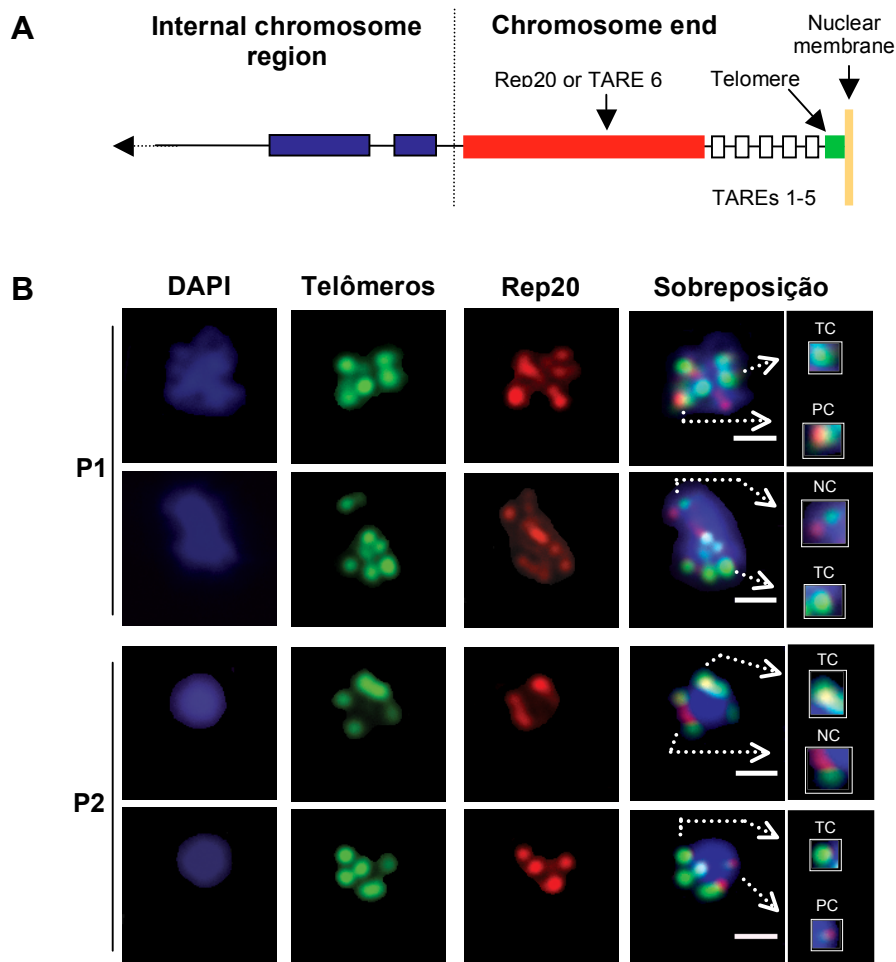 A
Internal chromosome
region
Chromosome end
Nuclear
membrane
Rep20 or TARE 6
Telomere
TAREs 1-5
B
DAPI
Telômeros
Rep20
Sobreposição
P1
TC
PC
NC
TC
P2
TC
NC
TC
PC